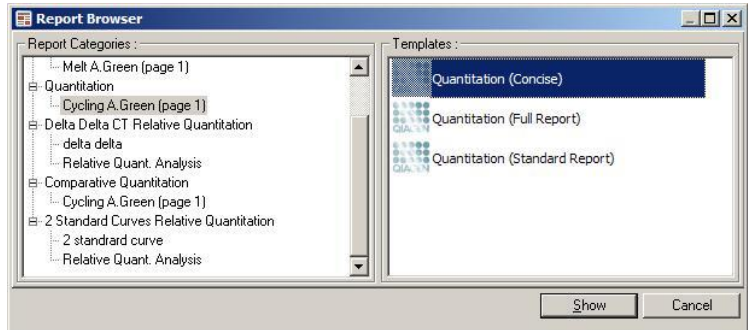 Report Browser
Report Categories :
Melt A.Green (page 1)
Quantitation
Cycling A.Green (page 1)
Delta Delta CT Relative Quantitation
delta delta
Relative Quant. Analysis
Comparative Quantitation
Cycling A.Green (page 1)
2 Standard Curves Relative Quantitation
2 standrard curve
Relative Quant. Analysis
Templates :
Quantitation (Concise)
QIAGEN
Quantitation (Full Report)
QIAGEN
Quantitation (Standard Report)
Show
Cancel